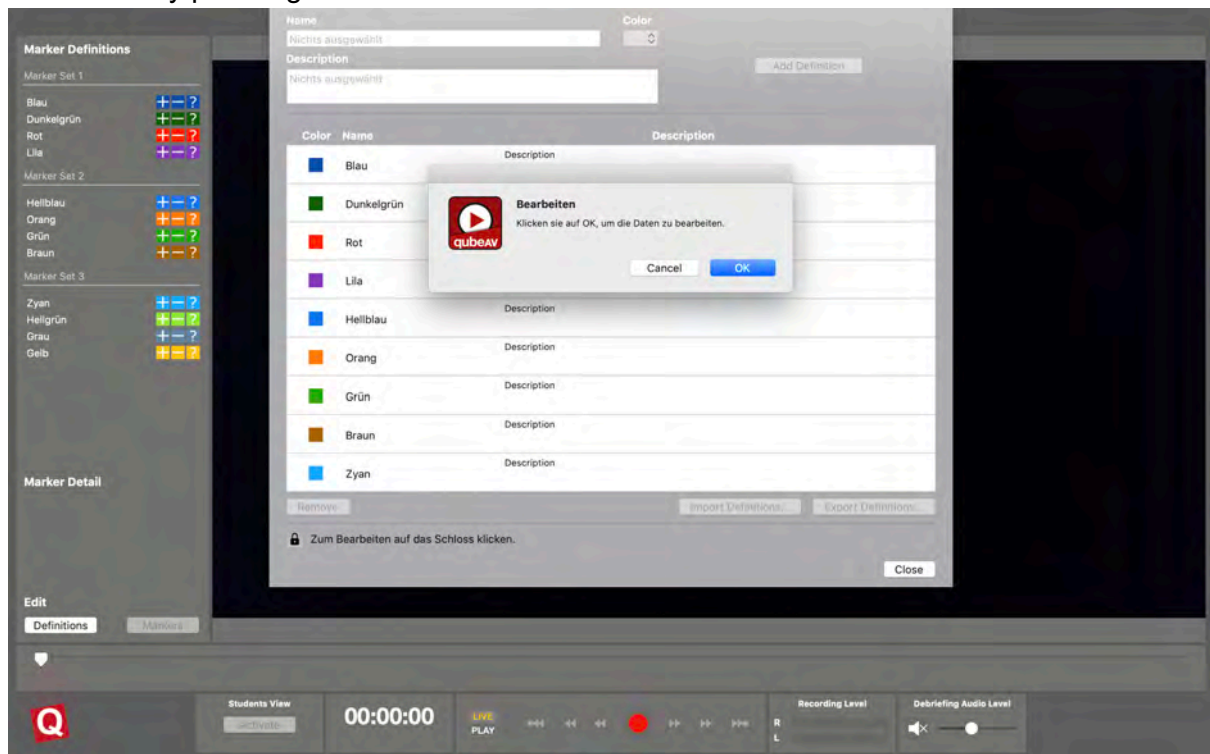 Name Color
Nichts ausgewählt
Description
Nichts ausgewählt
Add Definition
Marker Definitions
Marker Set 1
Blau + − ?
Dunkelgrün + − ?
Rot + − ?
Lila + − ?
Marker Set 2
Hellblau + − ?
Orang + − ?
Grün + − ?
Braun + − ?
Marker Set 3
Zyan + − ?
Hellgrün + − ?
Grau + − ?
Gelb + − ?
Marker Detail
Edit
Definitions Markers
Color Name Description
Blau Description
Dunkelgrün
Rot
Lila
Hellblau Description
Orang Description
Grün Description
Braun Description
Zyan Description
qubeAV
Bearbeiten
Klicken sie auf OK, um die Daten zu bearbeiten.
Cancel OK
Remove Import Definitions... Export Definitions...
Zum Bearbeiten auf das Schloss klicken.
Close
Q
Students View
Activate
00:00:00
LIVE
PLAY
Recording Level
R
L
Debriefing Audio Level